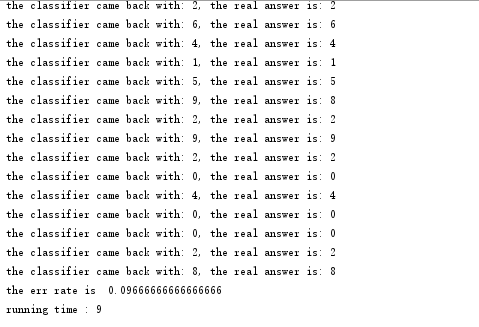 the classifier came back with: 2, the real answer is: 2
the classifier came back with: 6, the real answer is: 6
the classifier came back with: 4, the real answer is: 4
the classifier came back with: 1, the real answer is: 1
the classifier came back with: 5, the real answer is: 5
the classifier came back with: 9, the real answer is: 8
the classifier came back with: 2, the real answer is: 2
the classifier came back with: 9, the real answer is: 9
the classifier came back with: 2, the real answer is: 2
the classifier came back with: 0, the real answer is: 0
the classifier came back with: 4, the real answer is: 4
the classifier came back with: 0, the real answer is: 0
the classifier came back with: 0, the real answer is: 0
the classifier came back with: 2, the real answer is: 2
the classifier came back with: 8, the real answer is: 8
the err rate is  0.09666666666666666
running time : 9